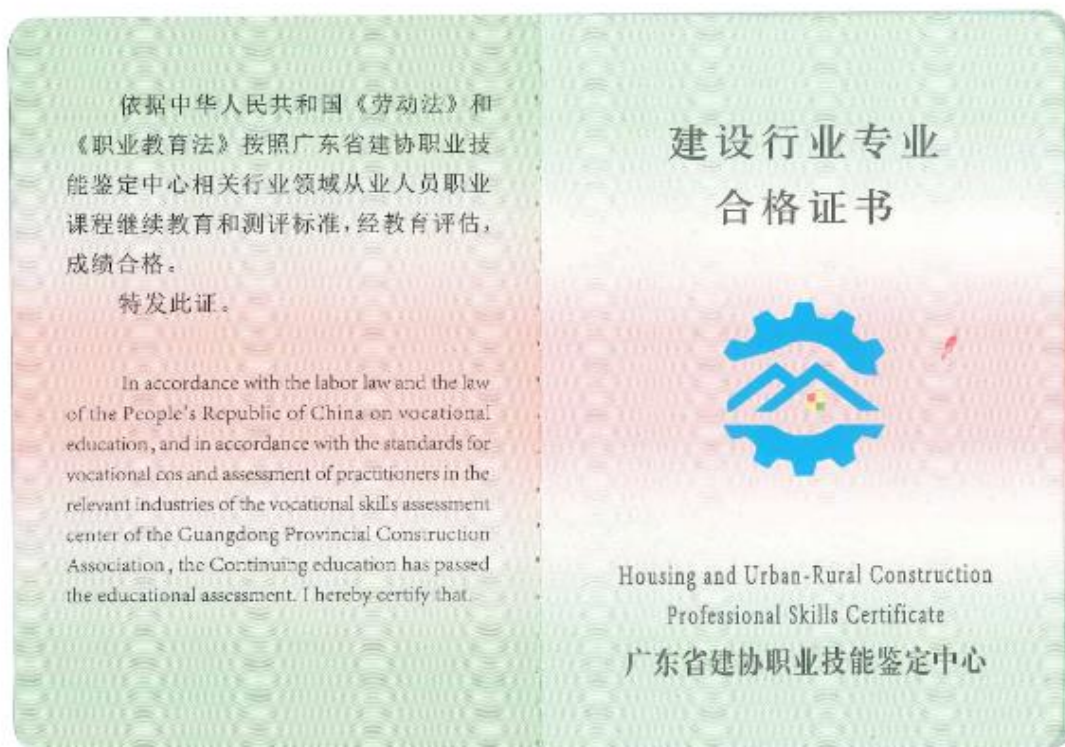 依据中华人民共和国《劳动法》和
《职业教育法》按照广东省建协职业技
能鉴定中心相关行业领域从业人员职业
课程继续教育和测评标准，经教育评估，
成绩合格。
特发此证。
In accordance with the labor law and the law
of the People's Republic of China on vocational
education, and in accordance with the standards for
vocational cos and assessment of practitioners in the
relevant industries of the vocational skills assessment
center of the Guangdong Provincial Construction
Association, the Continuing education has passed
the educational assessment. I hereby certify that.
建设行业专业
合格证书
Housing and Urban-Rural Construction
Professional Skills Certificate
广东省建协职业技能鉴定中心